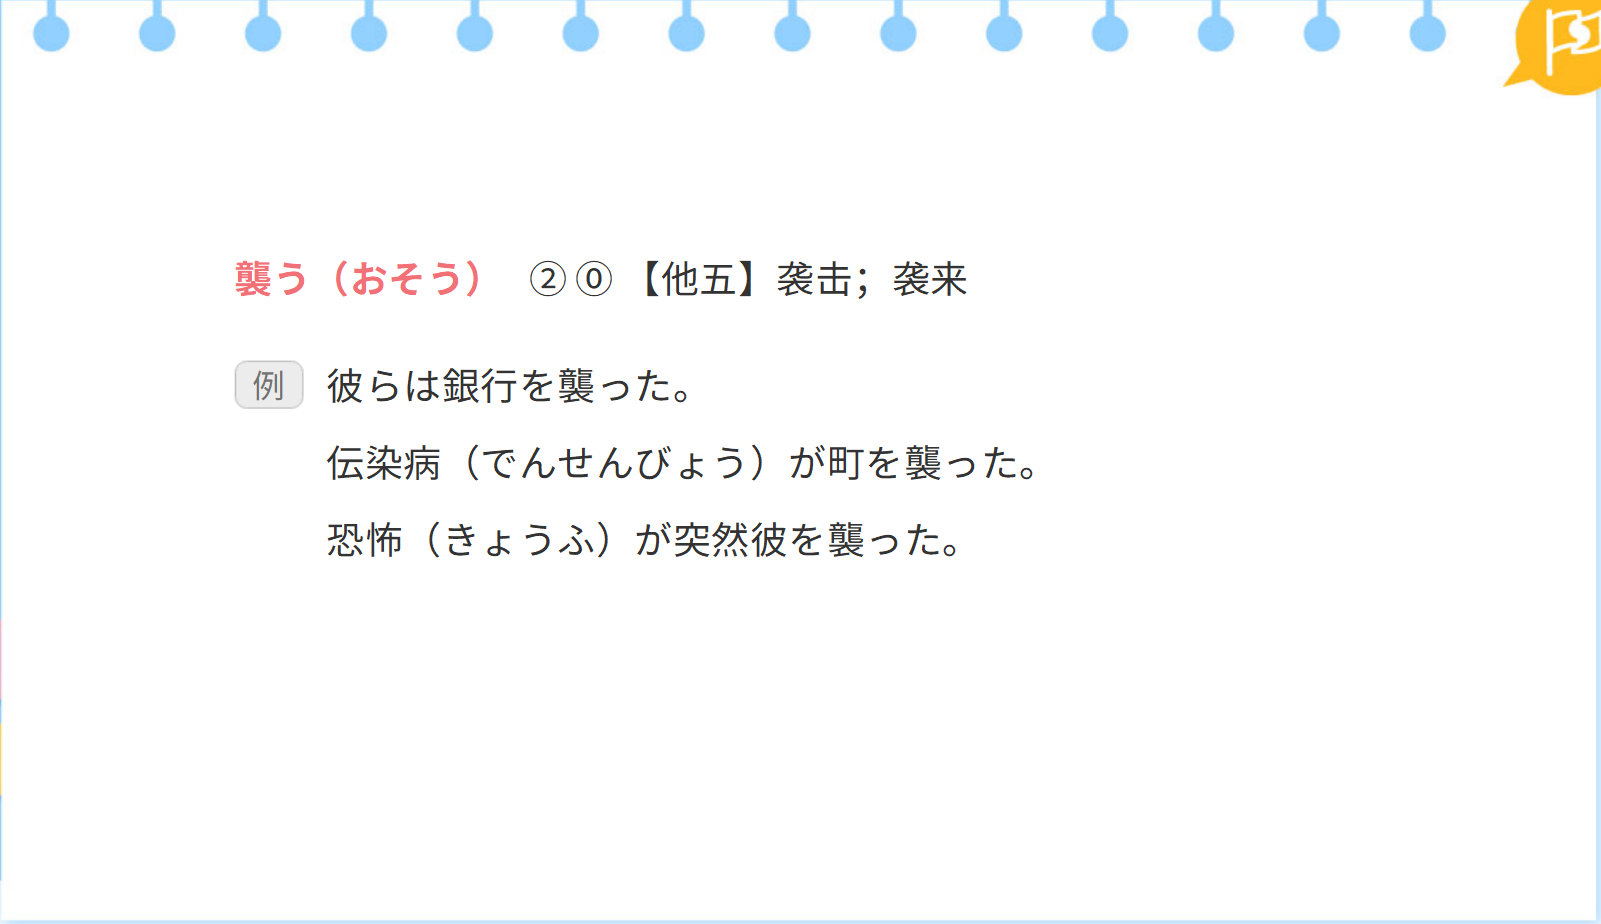 襲う（おそう） ②⓪【他五】袭击；袭来
例 彼らは銀行を襲った。
伝染病（でんせんびょう）が町を襲った。
恐怖（きょうふ）が突然彼を襲った。